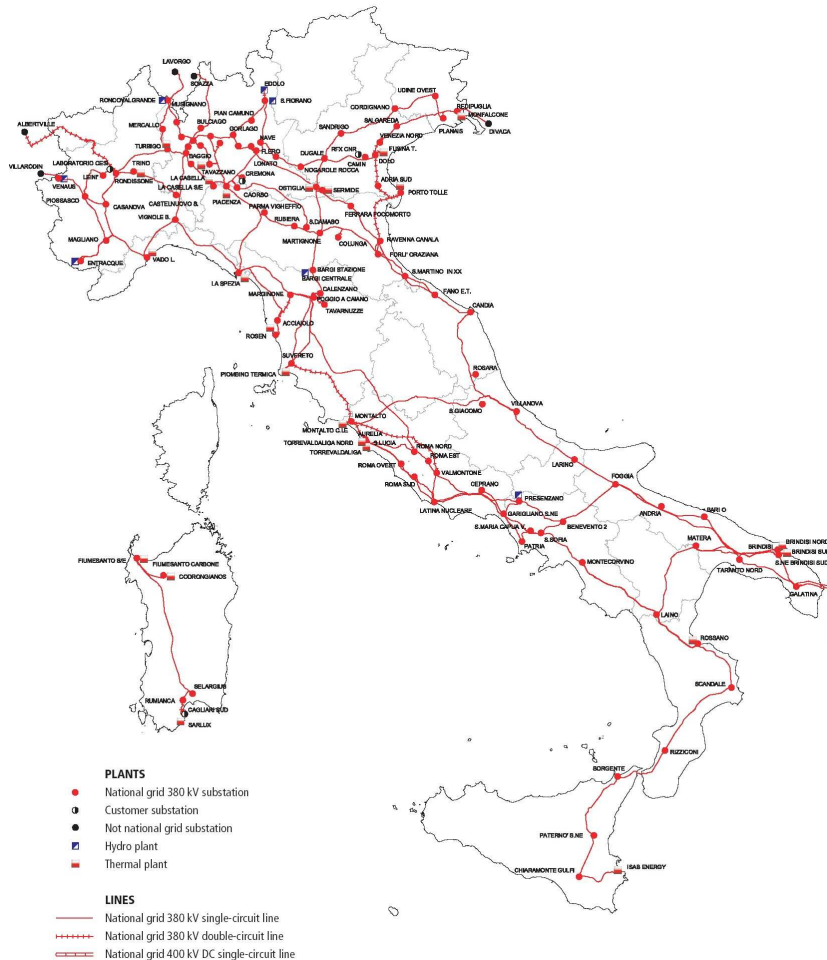 LAVORGO
SOAZZA
EDOLO
S.FIORANO
RONCOVALGRANDE
MUSIGNANO
PIAN CAMUNO
UDINE OVEST
CORDIGNANO
REDIPUGLIA
MONFALCONE
ALBERTVILLE
MERCALLO
BULCIAGO
GORLAGO
SANDRIGO
SALGAREDA
PLANAIS
DIVACA
TURBIGO
NAVE
VENEZIA NORD
LABORATORIO CESI
BAGGIO
FLERO
DUGALE
RFX CNR
FUSINA T.
VILLARODIN
TRINO
TAVAZZANO
LONATO
CAMIN
DOLO
LEINI'
RONDISSONE
LA CASELLA
CREMONA
NOGAROLE ROCCA
VENAUS
LA CASELLA S/E
CAORSO
OSTIGLIA
SERMIDE
ADRIA SUD
PIOSSASCO
CASANOVA
CASTELNUOVO S.
PIACENZA
PORTO TOLLE
PARMA VIGHEFFIO
FERRARA FOCOMORTO
VIGNOLE B.
RUBIERA
S.DAMASO
MAGLIANO
MARTIGNONE
COLUNGA
RAVENNA CANALA
ENTRACQUE
VADO L.
FORLI' ORAZIANA
BARGI STAZIONE
BARGI CENTRALE
S.MARTINO IN XX
LA SPEZIA
MARGINONE
CALENZANO
POGGIO A CAIANO
FANO E.T.
TAVARNUZZE
CANDIA
ACCIAIOLO
ROSEN
SUVERETO
PIOMBINO TERMICA
ROSARA
S.GIACOMO
VILLANOVA
MONTALTO
MONTALTO C.LE
AURELIA
TORREVALDALIGA NORD
S.LUCIA
ROMA NORD
TORREVALDALIGA
ROMA EST
LARINO
ROMA OVEST
VALMONTONE
FOGGIA
ROMA SUD
CEPRANO
PRESENZANO
LATINA NUCLEARE
GARIGLIANO S.NE
ANDRIA
BARI O
S.MARIA CAPUA V.
BENEVENTO 2
S.SOFIA
MATERA
BRINDISI
BRINDISI NORD
PATRIA
BRINDISI SUD
MONTECORVINO
S.NE BRINDISI SUD
TARANTO NORD
FIUMESANTO S/E
FIUMESANTO CARBONE
CODRONGIANOS
GALATINA
LAINO
ROSSANO
SELARGIUS
SCANDALE
RUMIANCA
CAGLIARI SUD
SARLUX
RIZZICONI
SORGENTE
PATERNO' S.NE
CHIARAMONTE GULFI
ISAB ENERGY
PLANTS
National grid 380 kV substation
Customer substation
Not national grid substation
Hydro plant
Thermal plant
LINES
National grid 380 kV single-circuit line
National grid 380 kV double-circuit line
National grid 400 kV DC single-circuit line